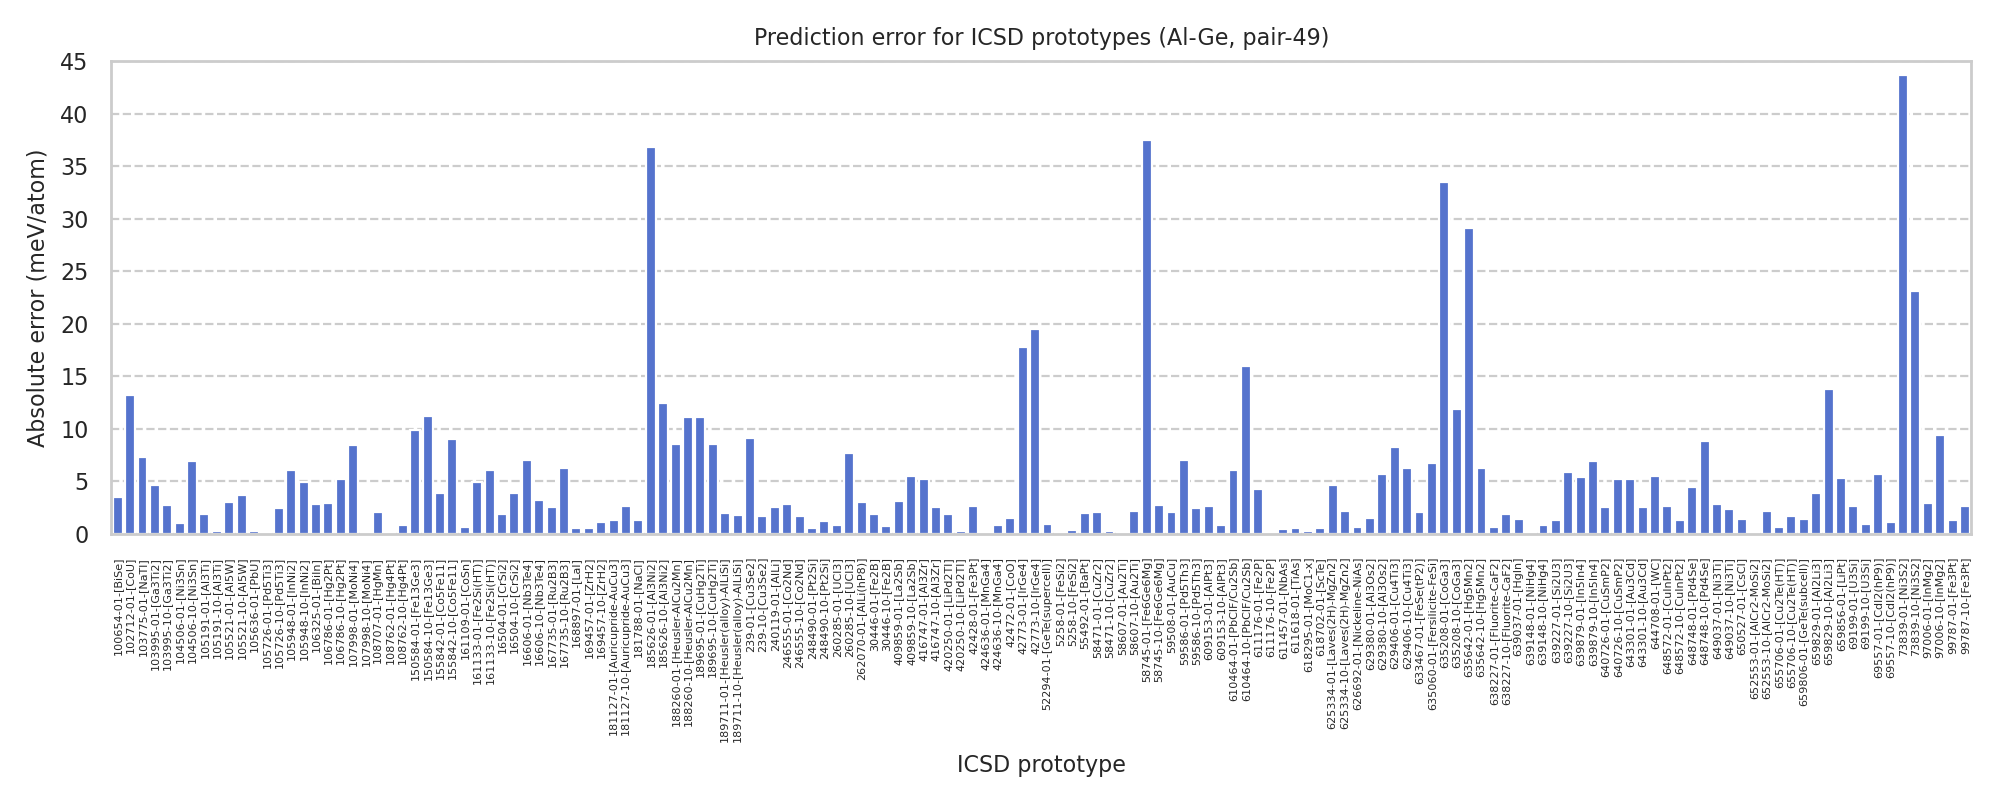 Prediction error for ICSD prototypes (Al-Ge, pair-49)
Absolute error (meV/atom)
45
40
35
30
25
20
15
10
5
0
100654-01-[BiSe]
102712-01-[CoU]
103775-01-[NaTl]
103995-01-[Ga3Ti2]
103995-10-[Ga3Ti2]
104506-01-[Ni3Sn]
104506-10-[Ni3Sn]
105191-01-[Al3Ti]
105191-10-[Al3Ti]
105521-01-[Al5W]
105521-10-[Al5W]
105636-01-[PbU]
105726-01-[Pd5Ti3]
105726-10-[Pd5Ti3]
105948-01-[InNi2]
105948-10-[InNi2]
106325-01-[BiIn]
106786-01-[Hg2Pt]
106786-10-[Hg2Pt]
107998-01-[MoNi4]
107998-10-[MoNi4]
108707-01-[HgMn]
108762-01-[Hg4Pt]
108762-10-[Hg4Pt]
150584-01-[Fe13Ge3]
150584-10-[Fe13Ge3]
155842-01-[Co5Fe11]
155842-10-[Co5Fe11]
161109-01-[CoSn]
161133-01-[Fe2Si(HT)]
161133-10-[Fe2Si(HT)]
16504-01-[CrSi2]
16504-10-[CrSi2]
16606-01-[Nb3Te4]
16606-10-[Nb3Te4]
167735-01-[Ru2B3]
167735-10-[Ru2B3]
168897-01-[LaI]
169457-01-[ZrH2]
169457-10-[ZrH2]
181127-01-[Auricupride-AuCu3]
181127-10-[Auricupride-AuCu3]
181788-01-[NaCl]
185626-01-[Al3Ni2]
185626-10-[Al3Ni2]
188260-01-[Heusler-AlCu2Mn]
188260-10-[Heusler-AlCu2Mn]
189695-01-[CuHg2Ti]
189695-10-[CuHg2Ti]
189711-01-[Heusler(alloy)-AlLiSi]
189711-10-[Heusler(alloy)-AlLiSi]
239-01-[Cu3Se2]
239-10-[Cu3Se2]
240119-01-[AlLi]
246555-01-[Co2Nd]
246555-10-[Co2Nd]
248490-01-[Pt2Si]
248490-10-[Pt2Si]
260285-01-[UCl3]
260285-10-[UCl3]
262070-01-[AlLi(hP8)]
30446-01-[Fe2B]
30446-10-[Fe2B]
409859-01-[La2Sb]
409859-10-[La2Sb]
416747-01-[Al3Zr]
416747-10-[Al3Zr]
420250-01-[LiPd2Tl]
420250-10-[LiPd2Tl]
42428-01-[Fe3Pt]
424636-01-[MnGa4]
424636-10-[MnGa4]
42472-01-[CoO]
42773-01-[IrGe4]
42773-10-[IrGe4]
52294-01-[GeTe(supercell)]
5258-01-[FeSi2]
5258-10-[FeSi2]
55492-01-[BaPt]
58471-01-[CuZr2]
58471-10-[CuZr2]
58607-01-[Au2Ti]
58607-10-[Au2Ti]
58745-01-[Fe6Ge6Mg]
58745-10-[Fe6Ge6Mg]
59508-01-[AuCu]
59586-01-[Pd5Th3]
59586-10-[Pd5Th3]
609153-01-[AlPt3]
609153-10-[AlPt3]
610464-01-[PbClF/Cu2Sb]
610464-10-[PbClF/Cu2Sb]
611176-01-[Fe2P]
611176-10-[Fe2P]
611457-01-[NbAs]
611618-01-[TiAs]
618295-01-[MoC1-x]
618702-01-[ScTe]
625334-01-[Laves(2H)-MgZn2]
625334-10-[Laves(2H)-MgZn2]
626692-01-[Nickeline-NiAs]
629380-01-[Al3Os2]
629380-10-[Al3Os2]
629406-01-[Cu4Ti3]
629406-10-[Cu4Ti3]
633467-01-[FeSe(tP2)]
635060-01-[Fersilicite-FeSi]
635208-01-[CoGa3]
635208-10-[CoGa3]
635642-01-[Hg5Mn2]
635642-10-[Hg5Mn2]
638227-01-[Fluorite-CaF2]
638227-10-[Fluorite-CaF2]
639037-01-[HgIn]
639148-01-[NiHg4]
639148-10-[NiHg4]
639227-01-[Si2U3]
639227-10-[Si2U3]
639879-01-[In5In4]
639879-10-[In5In4]
640726-01-[CuSmP2]
640726-10-[CuSmP2]
643301-01-[Au3Cd]
643301-10-[Au3Cd]
644708-01-[WC]
648572-01-[CuInPt2]
648572-10-[CuInPt2]
648748-01-[Pd4Se]
648748-10-[Pd4Se]
649037-01-[Ni3Ti]
649037-10-[Ni3Ti]
650527-01-[CsCl]
652553-01-[AlCr2-MoSi2]
652553-10-[AlCr2-MoSi2]
655706-01-[Cu2Te(HT)]
655706-10-[Cu2Te(HT)]
659806-01-[GeTe(subcell)]
659829-01-[Al2Li3]
659829-10-[Al2Li3]
659856-01-[LiPt]
69199-01-[U3Si]
69199-10-[U3Si]
69557-01-[CdI2(hP9)]
69557-10-[CdI2(hP9)]
73839-01-[Ni3S2]
73839-10-[Ni3S2]
97006-01-[InMg2]
97006-10-[InMg2]
99787-01-[Fe3Pt]
99787-10-[Fe3Pt]
ICSD prototype